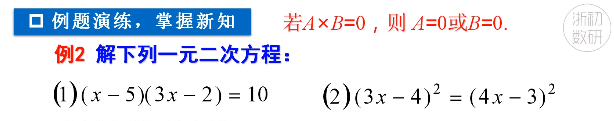 例题演练，掌握新知 若A×B=0，则 A=0或B=0.
浙初数研
例2 解下列一元二次方程：
(1)(x－5)(3x－2)＝10 (2)(3x－4)²＝(4x－3)²